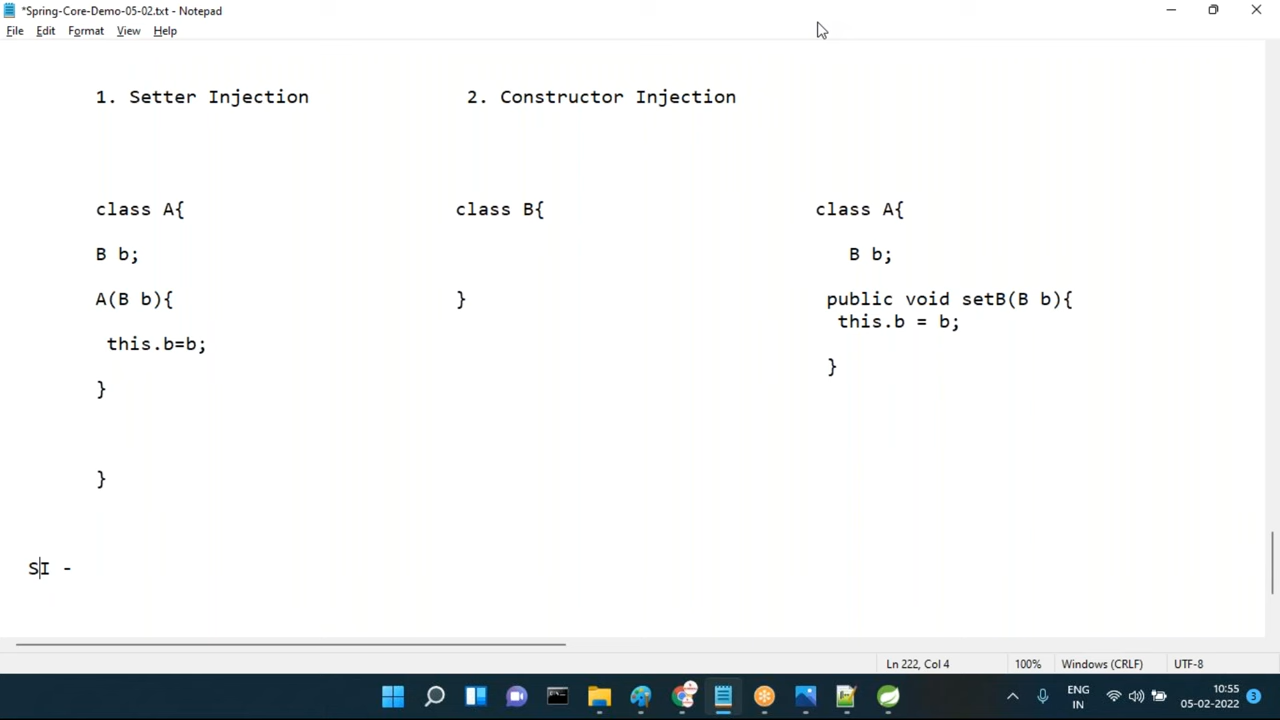 *Spring-Core-Demo-05-02.txt - Notepad
File Edit Format View Help
1. Setter Injection 2. Constructor Injection
class A{ class B{ class A{
B b; B b;
A(B b){ } public void setB(B b){
this.b = b;
this.b=b;
}
}
}
SI -
Ln 222, Col 4 100% Windows (CRLF) UTF-8
ENG 10:55
IN 05-02-2022 3